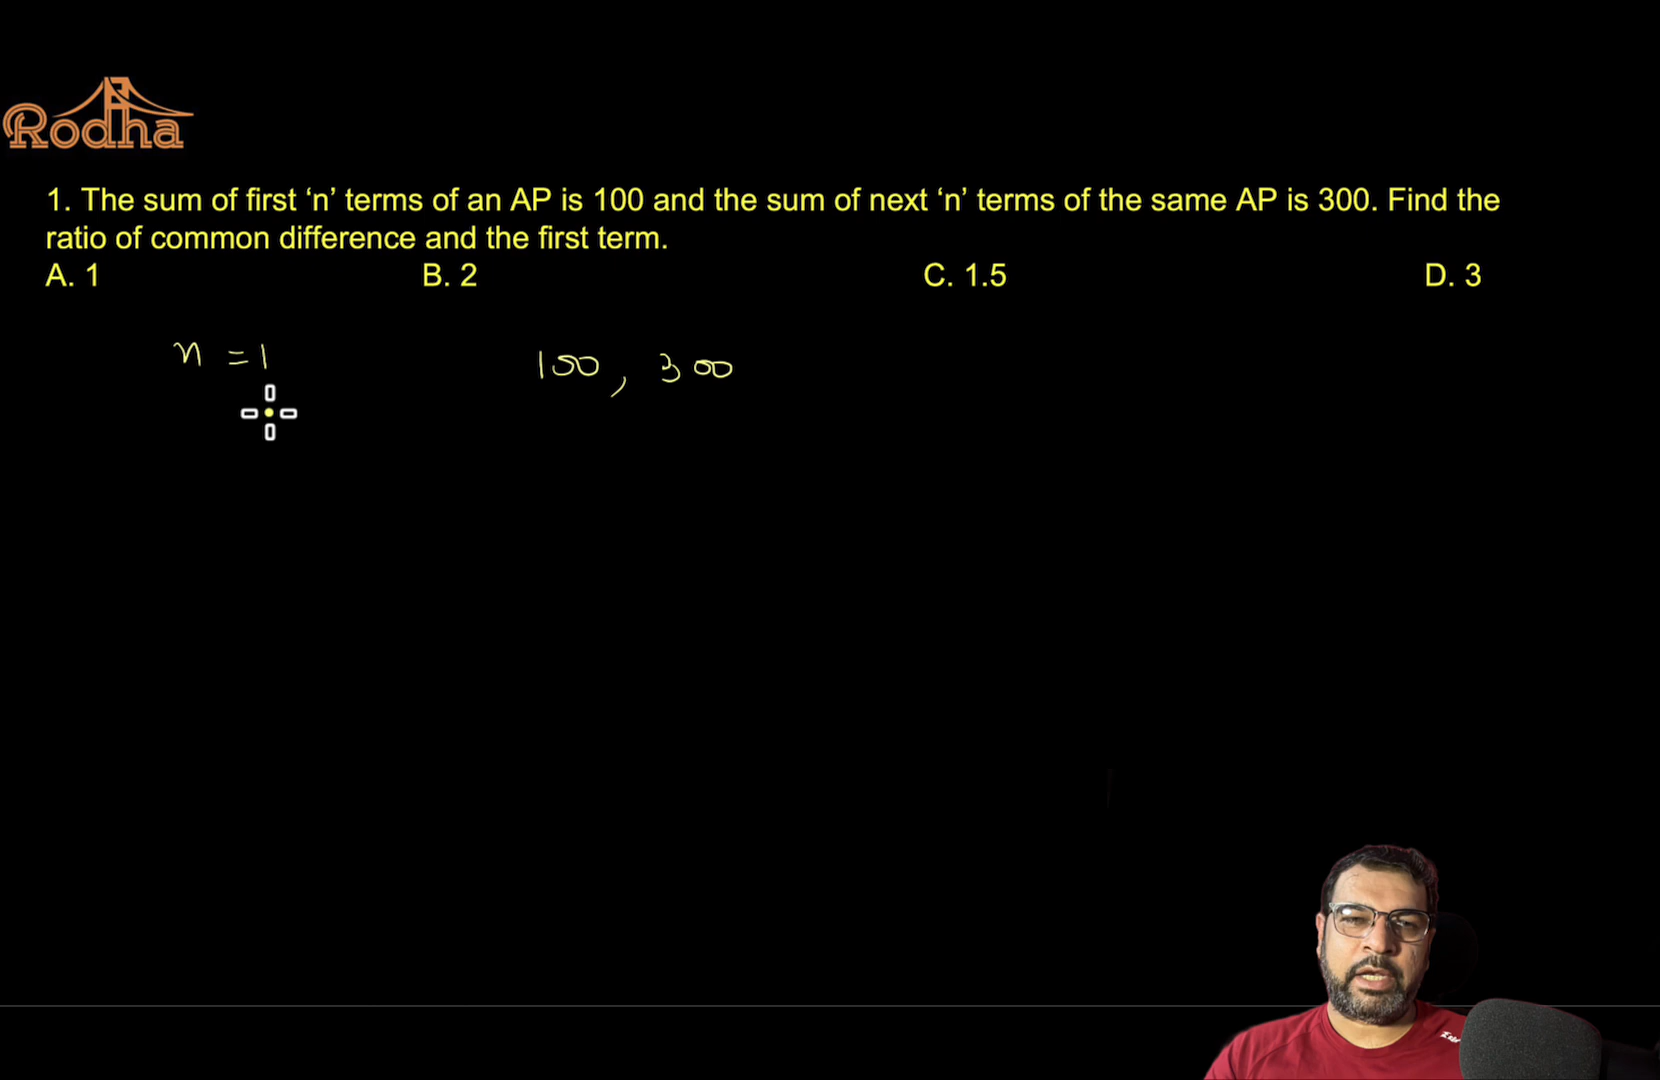 Rodha
1. The sum of first ‘n’ terms of an AP is 100 and the sum of next ‘n’ terms of the same AP is 300. Find the
ratio of common difference and the first term.
A. 1 B. 2 C. 1.5 D. 3
n = 1 100, 300